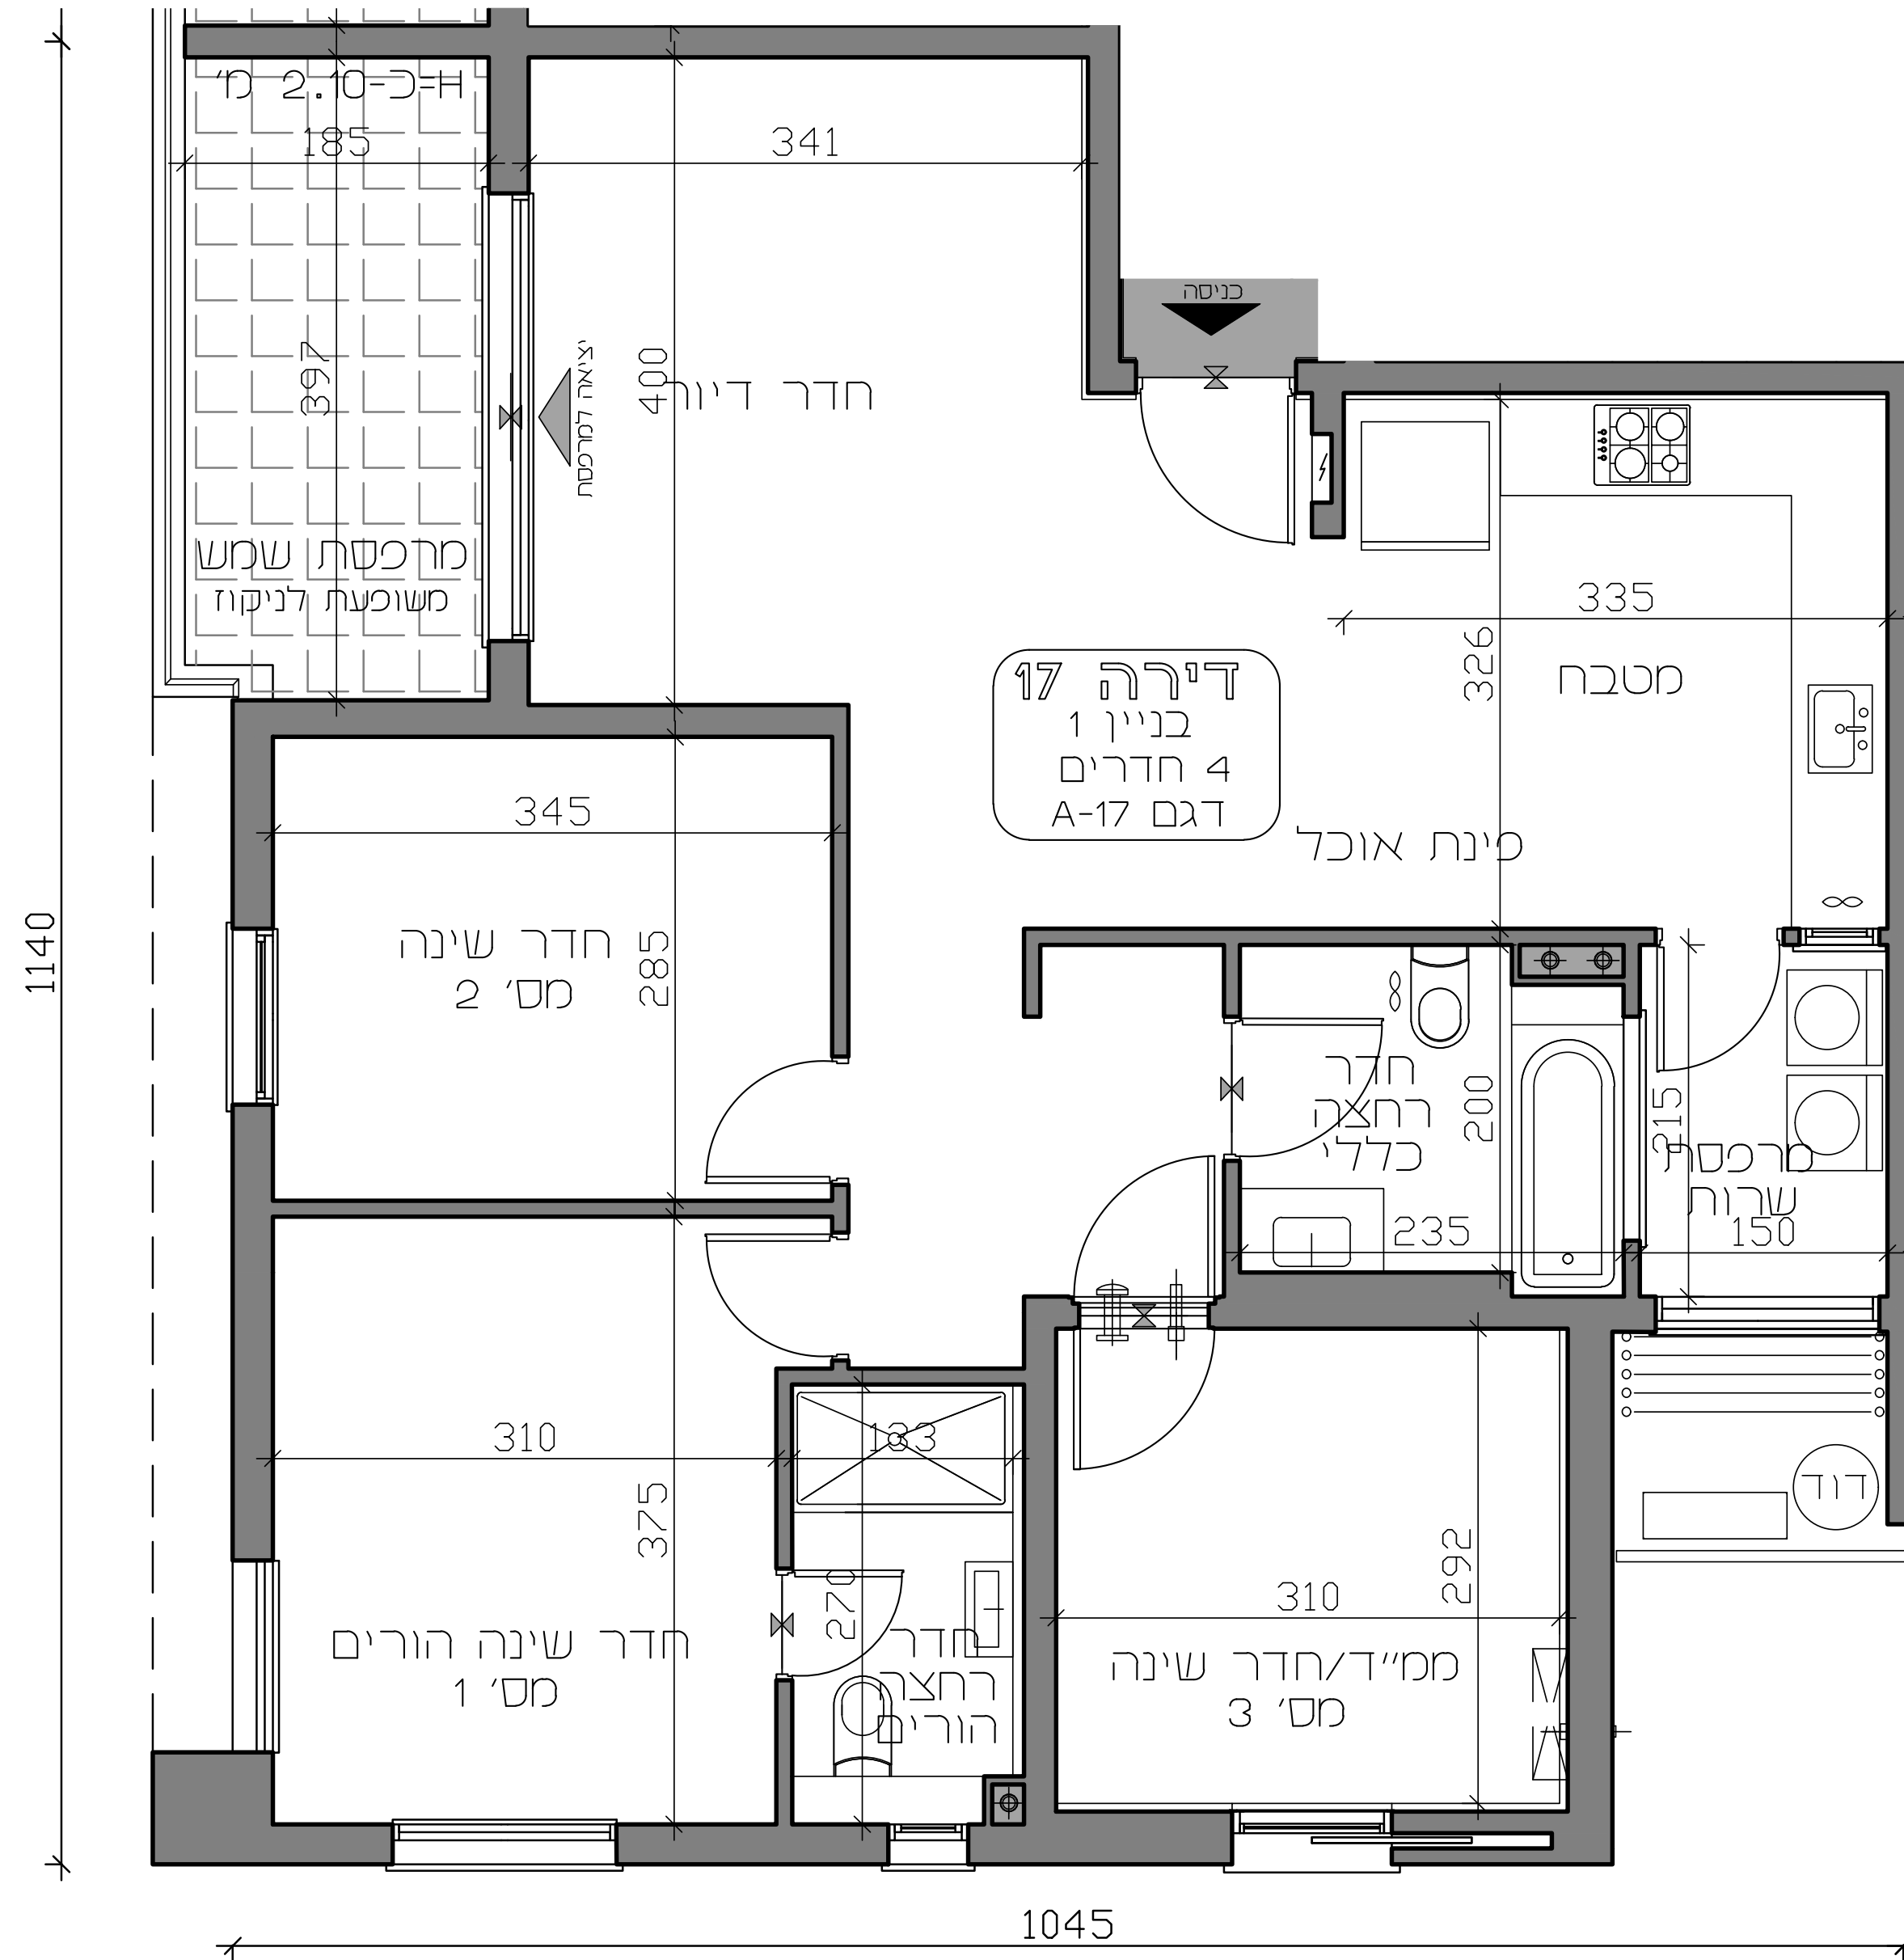 H-כ-2.10 מ'
185
341
כניסה
397
400
חדר דיור
יציאה למרפסת
מרפסת שמש
משופעת לניקוז
335
326
מטבח
דירה 17
בניין 1
4 חדרים
דגם A-17
פינת אוכל
345
1140
חדר שינה
מס' 2
285
חדר
רחצה
כללי
200
215
מרפסת
שרות
235
150
310
133
375
דוד
292
270
310
חדר שינה הורים
מס' 1
חדר
רחצה
הורים
ממ"ד/חדר שינה
מס' 3
1045